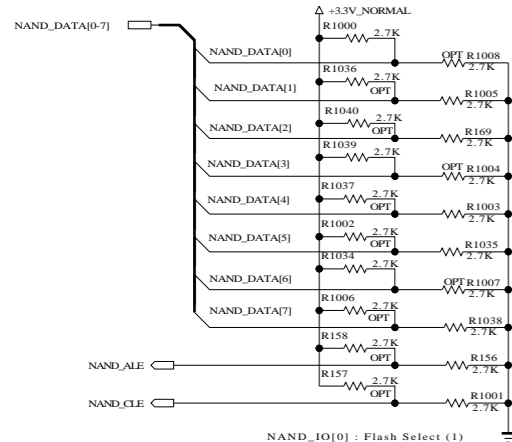 +3.3V_NORMAL
NAND_DATA[0-7]
R1000
2.7K
NAND_DATA[0]
OPT R1008
2.7K
R1036
2.7K
OPT
NAND_DATA[1]
R1005
2.7K
R1040
2.7K
OPT
NAND_DATA[2]
R169
2.7K
R1039
2.7K
NAND_DATA[3]
OPT R1004
2.7K
R1037
2.7K
OPT
NAND_DATA[4]
R1003
2.7K
R1002
2.7K
OPT
NAND_DATA[5]
R1035
2.7K
R1034
2.7K
NAND_DATA[6]
OPT R1007
2.7K
R1006
2.7K
OPT
NAND_DATA[7]
R1038
2.7K
R158
2.7K
OPT
NAND_ALE
R156
2.7K
R157
2.7K
OPT
NAND_CLE
R1001
2.7K
NAND_IO[0] : Flash Select (1)